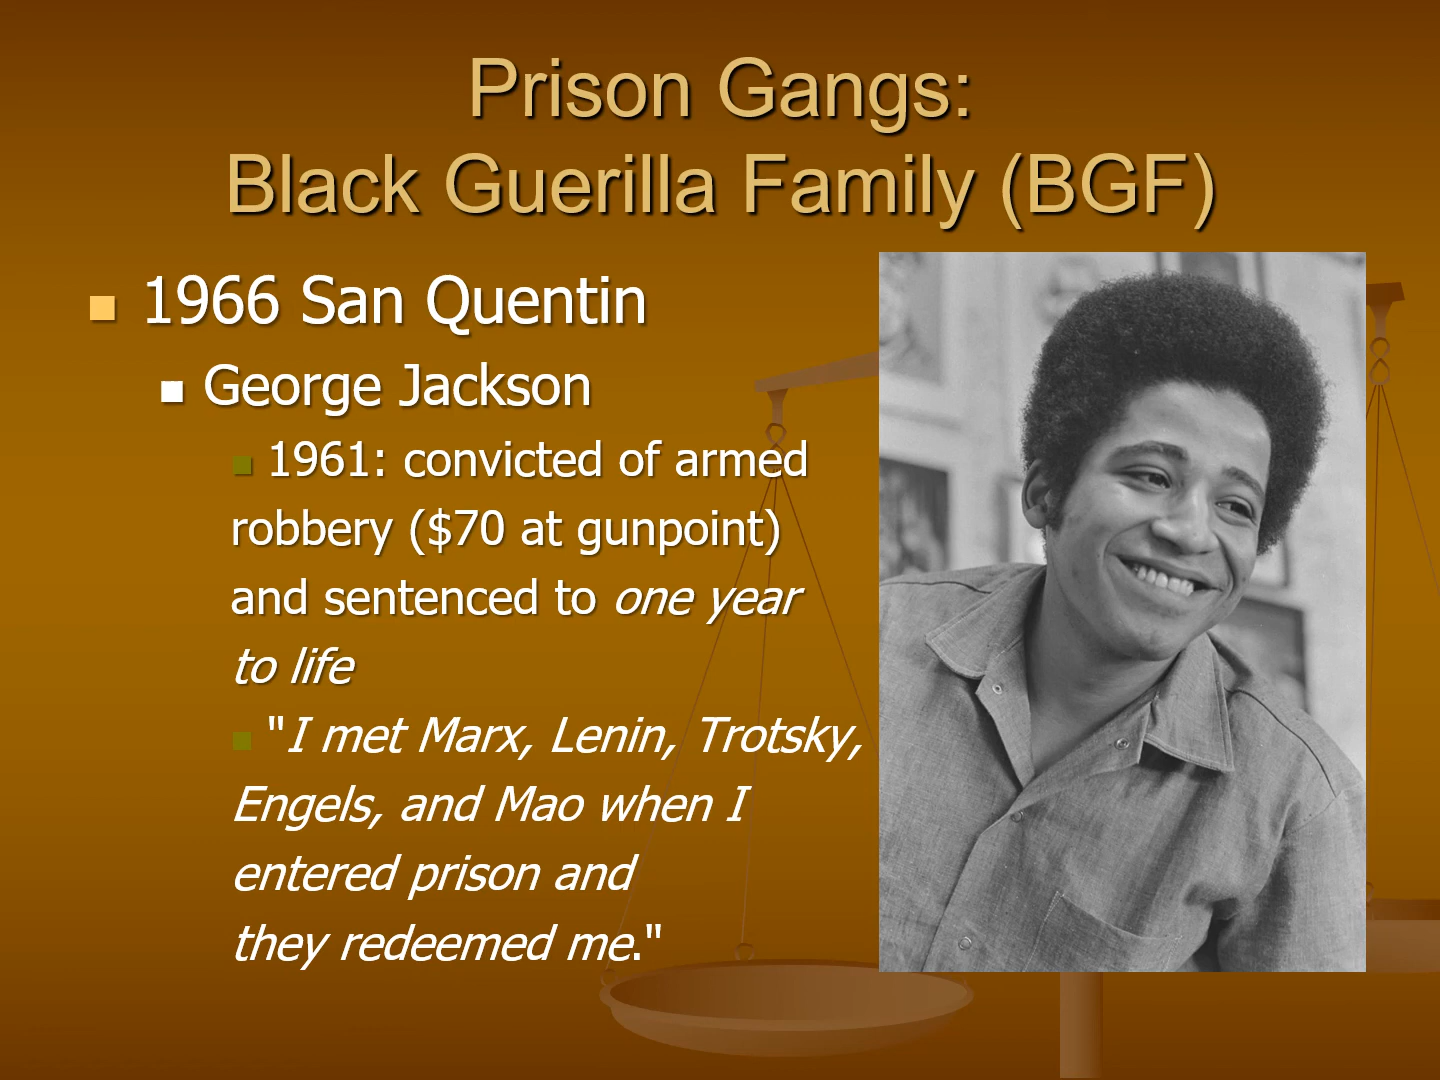 Prison Gangs:
Black Guerilla Family (BGF)
1966 San Quentin
George Jackson
1961: convicted of armed
robbery ($70 at gunpoint)
and sentenced to one year
to life
"I met Marx, Lenin, Trotsky,
Engels, and Mao when I
entered prison and
they redeemed me."